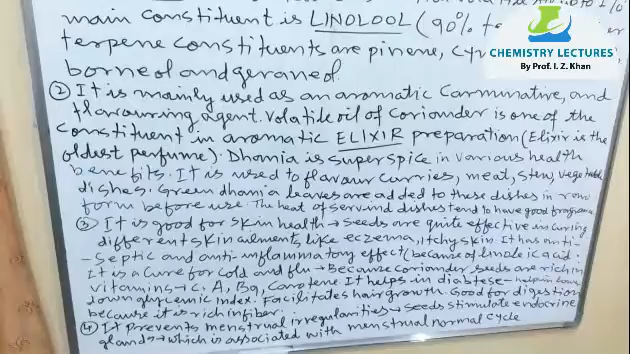 main constituent is LINOLOOL (90%
terpene constituents are pinene,
borneol and geraneol.
② It is mainly used as an aromatic carminative, and
flavouring agent. Volatile oil of coriander is one of the
constituent in aromatic ELIXIR preparation (Elixir is the
oldest perfume). Dhania is super spice in various health
benefits. It is used to flavour curries, meat, stew, vegetable
dishes. Green dhania leaves are added to these dishes in raw
form before use. The heat of served dishes tend to have good fragrance
③ It is good for skin health → Seeds are quite effective in curing
different skin ailments like eczema, itchy skin. It has anti-
-septic and anti-inflammatory effect (because of linoleic acid.
It is a cure for cold and flu → Because coriander seeds are rich in
vitamins → C, A, B9, Carotene It helps in diabetese → helps in
low glycemic index. Facilitates hair growth. Good for digestion
because it is rich in fiber.
④ It prevents menstrual irregularities → Seeds stimulate endocrine
glands → which is associated with menstrual normal cycle
CHEMISTRY LECTURES
By Prof. I. Z. Khan